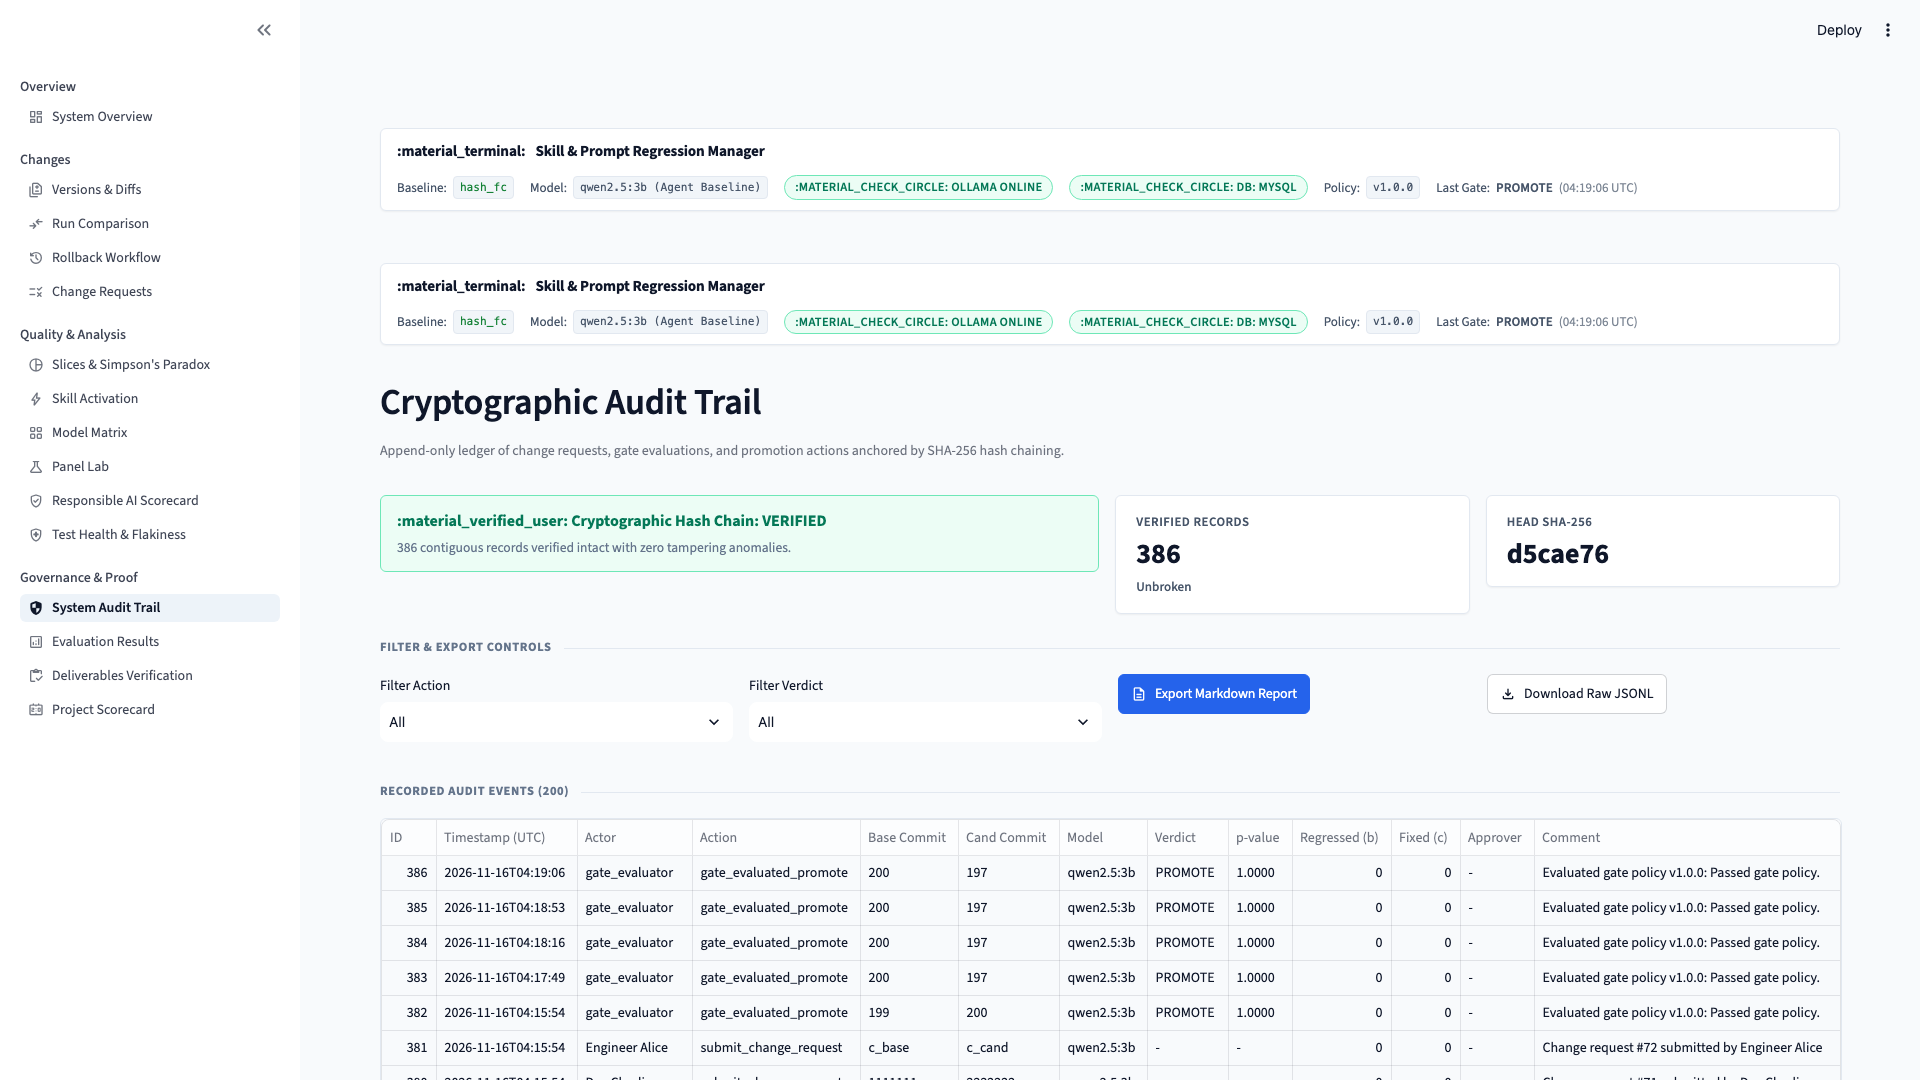 Deploy
Overview
System Overview
Changes
Versions & Diffs
Run Comparison
Rollback Workflow
Change Requests
Quality & Analysis
Slices & Simpson's Paradox
Skill Activation
Model Matrix
Panel Lab
Responsible AI Scorecard
Test Health & Flakiness
Governance & Proof
System Audit Trail
Evaluation Results
Deliverables Verification
Project Scorecard
:material_terminal: Skill & Prompt Regression Manager
Baseline: hash_fc Model: qwen2.5:3b (Agent Baseline) :MATERIAL_CHECK_CIRCLE: OLLAMA ONLINE :MATERIAL_CHECK_CIRCLE: DB: MYSQL Policy: v1.0.0 Last Gate: PROMOTE (04:19:06 UTC)
:material_terminal: Skill & Prompt Regression Manager
Baseline: hash_fc Model: qwen2.5:3b (Agent Baseline) :MATERIAL_CHECK_CIRCLE: OLLAMA ONLINE :MATERIAL_CHECK_CIRCLE: DB: MYSQL Policy: v1.0.0 Last Gate: PROMOTE (04:19:06 UTC)
Cryptographic Audit Trail
Append-only ledger of change requests, gate evaluations, and promotion actions anchored by SHA-256 hash chaining.
:material_verified_user: Cryptographic Hash Chain: VERIFIED
386 contiguous records verified intact with zero tampering anomalies.
VERIFIED RECORDS
386
Unbroken
HEAD SHA-256
d5cae76
FILTER & EXPORT CONTROLS
Filter Action
All
Filter Verdict
All
Export Markdown Report
Download Raw JSONL
RECORDED AUDIT EVENTS (200)
ID Timestamp (UTC) Actor Action Base Commit Cand Commit Model Verdict p-value Regressed (b) Fixed (c) Approver Comment
386 2026-11-16T04:19:06 gate_evaluator gate_evaluated_promote 200 197 qwen2.5:3b PROMOTE 1.0000 0 0 - Evaluated gate policy v1.0.0: Passed gate policy.
385 2026-11-16T04:18:53 gate_evaluator gate_evaluated_promote 200 197 qwen2.5:3b PROMOTE 1.0000 0 0 - Evaluated gate policy v1.0.0: Passed gate policy.
384 2026-11-16T04:18:16 gate_evaluator gate_evaluated_promote 200 197 qwen2.5:3b PROMOTE 1.0000 0 0 - Evaluated gate policy v1.0.0: Passed gate policy.
383 2026-11-16T04:17:49 gate_evaluator gate_evaluated_promote 200 197 qwen2.5:3b PROMOTE 1.0000 0 0 - Evaluated gate policy v1.0.0: Passed gate policy.
382 2026-11-16T04:15:54 gate_evaluator gate_evaluated_promote 199 200 qwen2.5:3b PROMOTE 1.0000 0 0 - Evaluated gate policy v1.0.0: Passed gate policy.
381 2026-11-16T04:15:54 Engineer Alice submit_change_request c_base c_cand qwen2.5:3b - - 0 0 - Change request #72 submitted by Engineer Alice